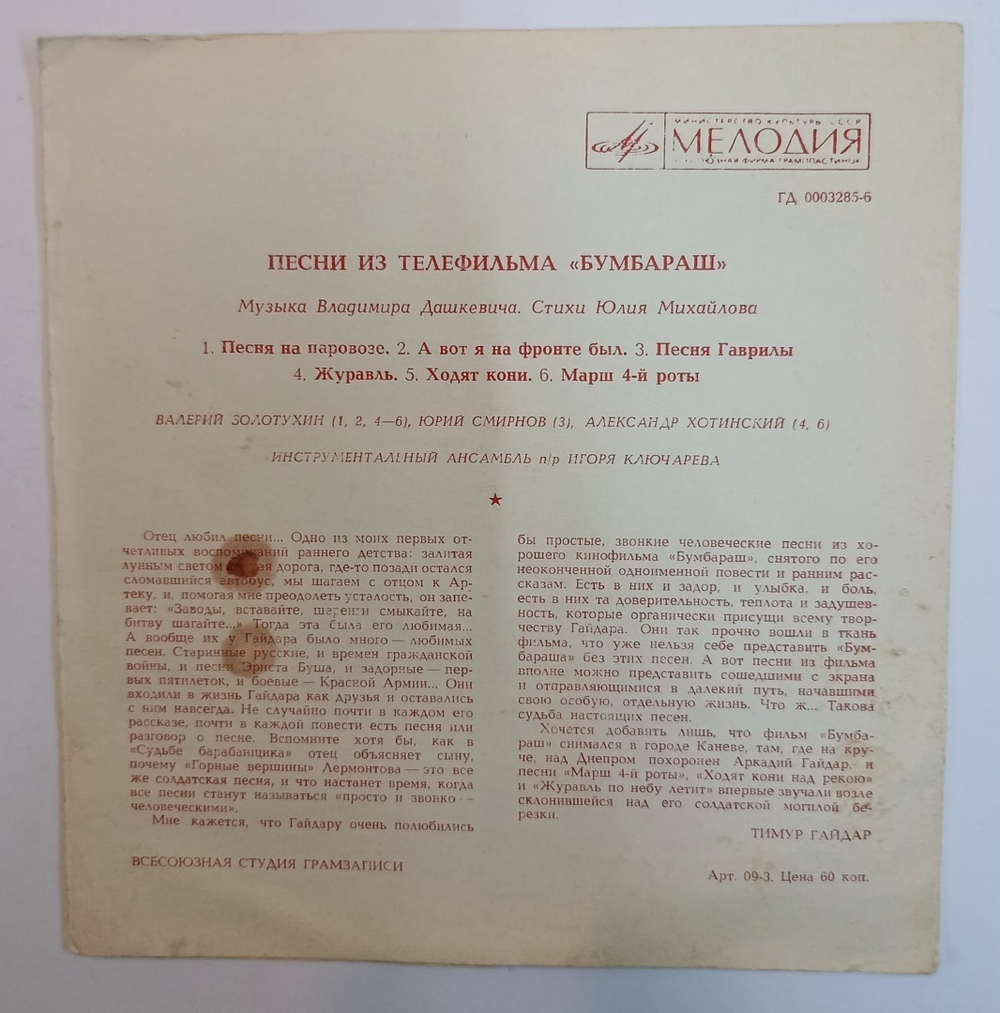 МИНИСТЕРСТВО КУЛЬТУРЫ СССР
МЕЛОДИЯ
ФИРМА ГРАМПЛАСТИНОК
ГД 0003285-6
ПЕСНИ ИЗ ТЕЛЕФИЛЬМА «БУМБАРАШ»
Музыка Владимира Дашкевича. Стихи Юлия Михайлова
1. Песня на паровозе. 2. А вот я на фронте был. 3. Песня Гаврилы
4. Журавль. 5. Ходят кони. 6. Марш 4-й роты
ВАЛЕРИЙ ЗОЛОТУХИН (1, 2, 4—6), ЮРИЙ СМИРНОВ (3), АЛЕКСАНДР ХОТИНСКИЙ (4, 6)
ИНСТРУМЕНТАЛЬНЫЙ АНСАМБЛЬ п/р ИГОРЯ КЛЮЧАРЕВА
Отец любил песни... Одно из моих первых от-
четливых воспоминаний раннего детства: залитая
лунным светом дорога, где-то позади остался
сломавшийся автобус, мы шагаем с отцом к Ар-
теку, и, помогая мне преодолеть усталость, он запе-
вает: «Заводы, вставайте, шеренги смыкайте, на
битву шагайте...» Тогда эта была его любимая...
А вообще их у Гайдара было много — любимых
песен. Старинные русские, и времен гражданской
войны, и песни Эрнста Буша, и задорные — пер-
вых пятилеток, и боевые — Красной Армии... Они
входили в жизнь Гайдара как друзья и оставались
с ним навсегда. Не случайно почти в каждом его
рассказе, почти в каждой повести есть песня или
разговор о песне. Вспомните хотя бы, как в
«Судьбе барабанщика» отец объясняет сыну,
почему «Горные вершины» Лермонтова — это все
же солдатская песня, и что настанет время, когда
все песни станут называться «просто и звонко —
человеческими».
Мне кажется, что Гайдару очень полюбились
бы простые, звонкие человеческие песни из хо-
рошего кинофильма «Бумбараш», снятого по его
неоконченной одноименной повести и ранним рас-
сказам. Есть в них и задор, и улыбка, и боль,
есть в них та доверительность, теплота и задушев-
ность, которые органически присущи всему твор-
честву Гайдара. Они так прочно вошли в ткань
фильма, что уже нельзя себе представить «Бум-
бараша» без этих песен. А вот песни из фильма
вполне можно представить сошедшими с экрана
и отправляющимися в далекий путь, начавшими
свою особую, отдельную жизнь. Что ж... Такова
судьба настоящих песен.
Хочется добавить лишь, что фильм «Бумба-
раш» снимался в городе Каневе, там, где на кру-
че, над Днепром похоронен Аркадий Гайдар, и
песни «Марш 4-й роты», «Ходят кони над рекою»
и «Журавль по небу летит» впервые звучали возле
склонившейся над его солдатской могилой бе-
резки.
ТИМУР ГАЙДАР
ВСЕСОЮЗНАЯ СТУДИЯ ГРАМЗАПИСИ
Арт. 09-3. Цена 60 коп.